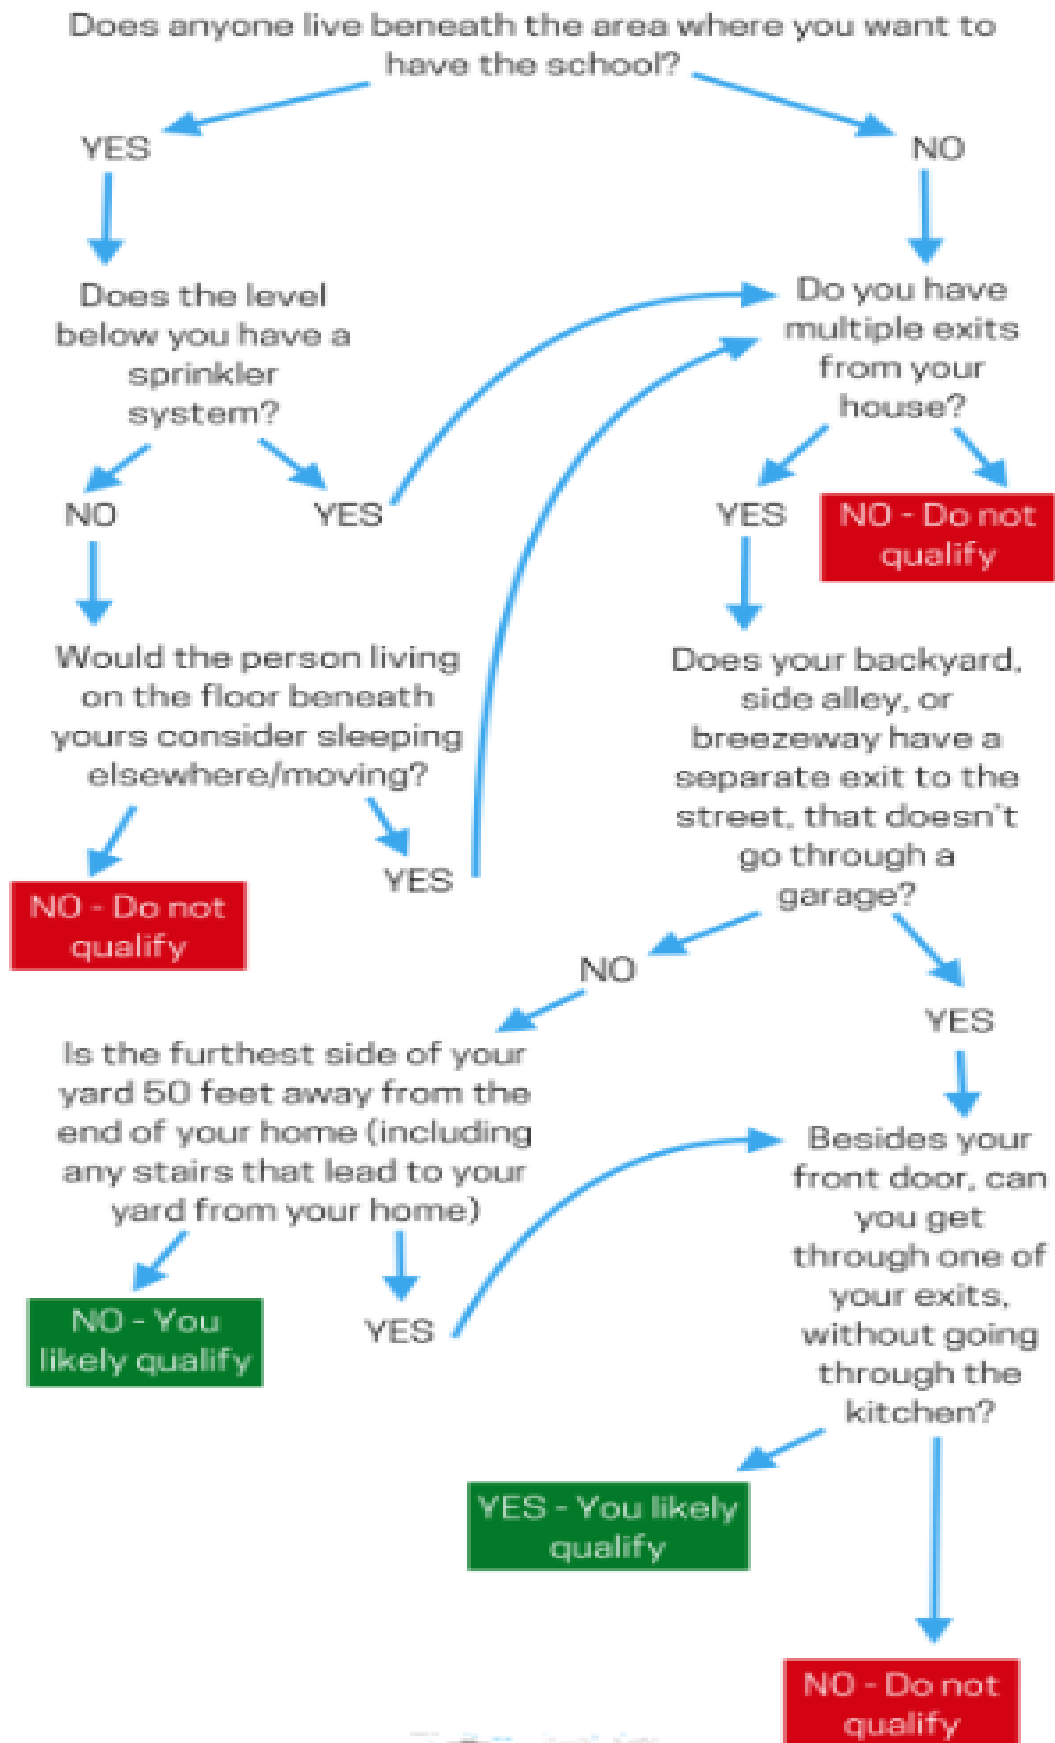 Does anyone live beneath the area where you want to
have the school?
YES
NO
Does the level
below you have a
sprinkler
system?
Do you have
multiple exits
from your
house?
NO
YES
YES
NO - Do not
qualify
Would the person living
on the floor beneath
yours consider sleeping
elsewhere/moving?
Does your backyard,
side alley, or
breezeway have a
separate exit to the
street, that doesn't
go through a
garage?
NO - Do not
qualify
YES
NO
YES
Is the furthest side of your
yard 50 feet away from the
end of your home (including
any stairs that lead to your
yard from your home)
Besides your
front door, can
you get
through one of
your exits,
without going
through the
kitchen?
NO - You
likely qualify
YES
YES - You likely
qualify
NO - Do not
qualify